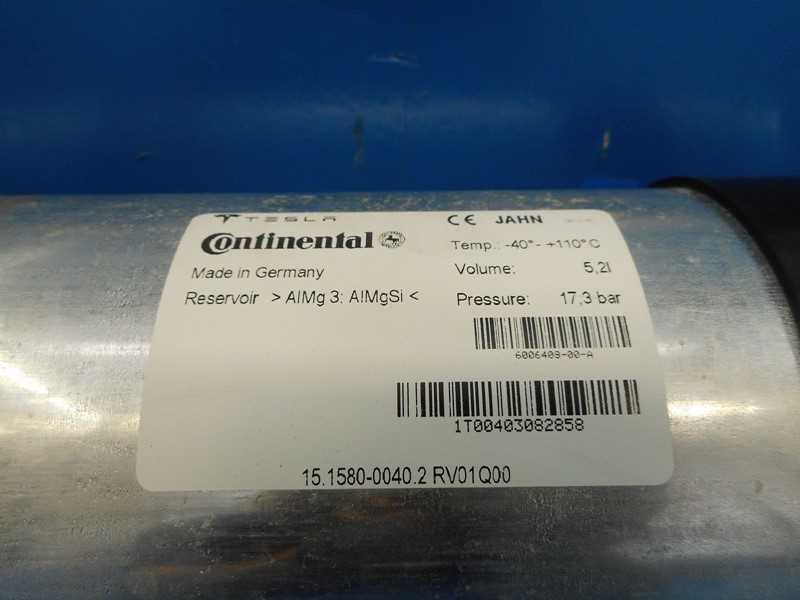 TESLA
Continental
Made in Germany
Reservoir > AlMg 3; AlMgSi <
CE JAHN
Temp.: -40°- +110°C
Volume: 5,2l
Pressure: 17,3 bar
6006408-00-A
1T00403082858
15.1580-0040.2 RV01Q00